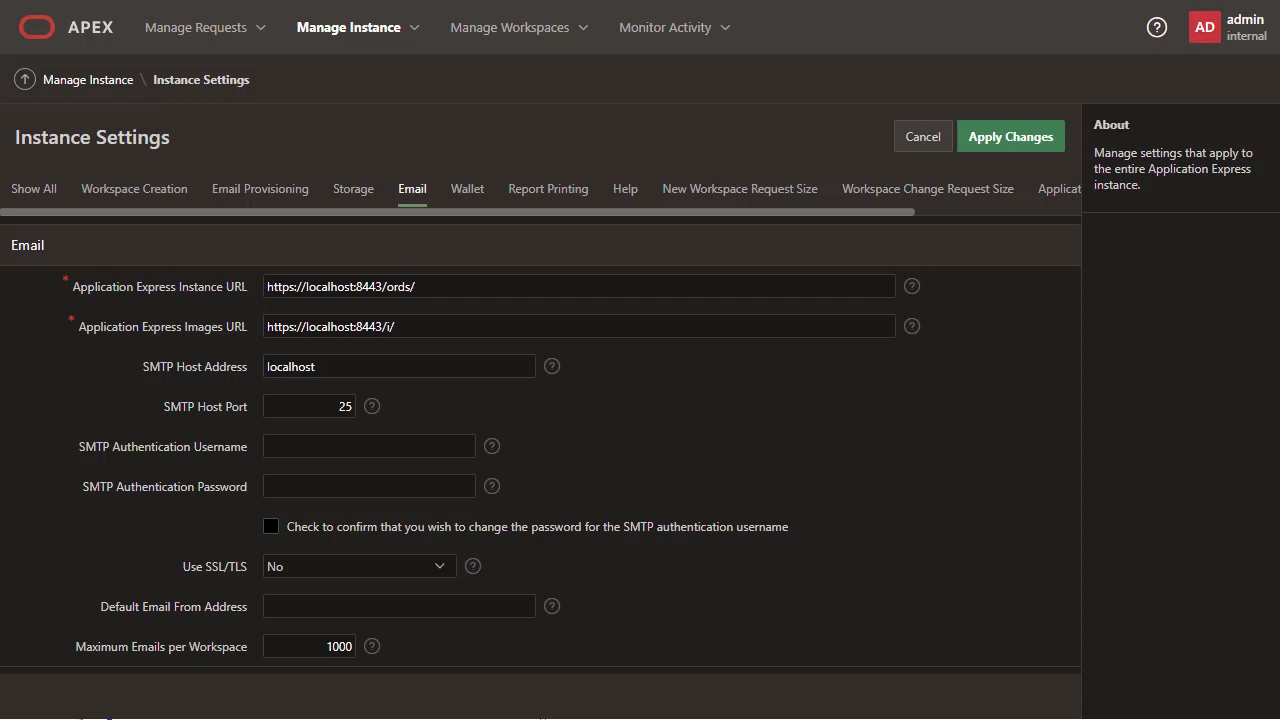 APEX Manage Requests Manage Instance Manage Workspaces Monitor Activity ? AD admin
internal
Manage Instance \ Instance Settings
Instance Settings Cancel Apply Changes
Show All Workspace Creation Email Provisioning Storage Email Wallet Report Printing Help New Workspace Request Size Workspace Change Request Size Applicat
About
Manage settings that apply to
the entire Application Express
instance.
Email
* Application Express Instance URL https://localhost:8443/ords/ ?
* Application Express Images URL https://localhost:8443/i/ ?
SMTP Host Address localhost ?
SMTP Host Port 25 ?
SMTP Authentication Username ?
SMTP Authentication Password ?
Check to confirm that you wish to change the password for the SMTP authentication username
Use SSL/TLS No ?
Default Email From Address ?
Maximum Emails per Workspace 1000 ?